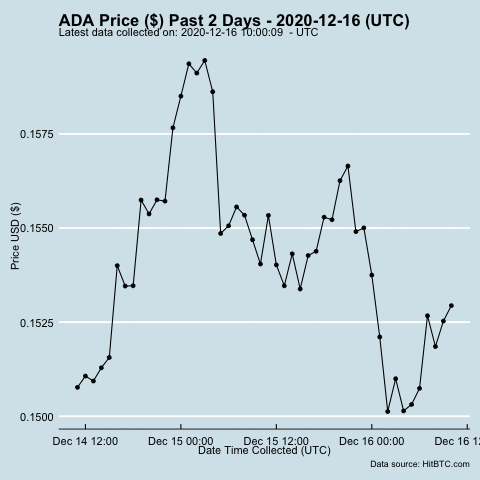 ADA Price ($) Past 2 Days - 2020-12-16 (UTC)
Latest data collected on: 2020-12-16 10:00:09 - UTC
0.1575
0.1550
0.1525
0.1500
Price USD ($)
Dec 14 12:00 Dec 15 00:00 Dec 15 12:00 Dec 16 00:00 Dec 16 12
Date Time Collected (UTC)
Data source: HitBTC.com